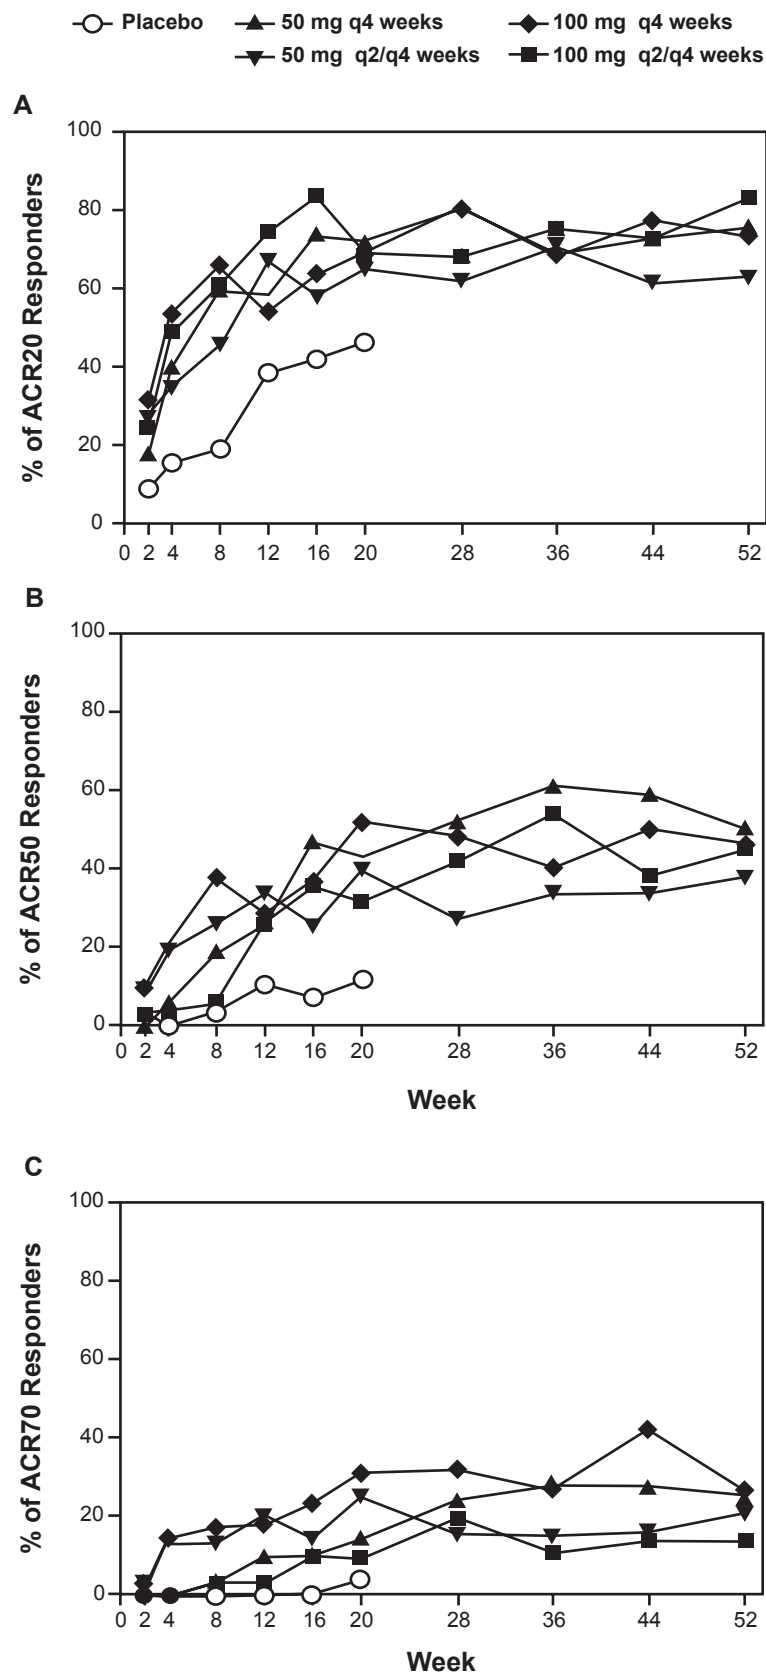 Placebo 50 mg q4 weeks 100 mg q4 weeks
50 mg q2/q4 weeks 100 mg q2/q4 weeks
A
% of ACR20 Responders
100
80
60
40
20
0
0 2 4 8 12 16 20 28 36 44 52
B
% of ACR50 Responders
100
80
60
40
20
0
0 2 4 8 12 16 20 28 36 44 52
Week
C
% of ACR70 Responders
100
80
60
40
20
0
0 2 4 8 12 16 20 28 36 44 52
Week